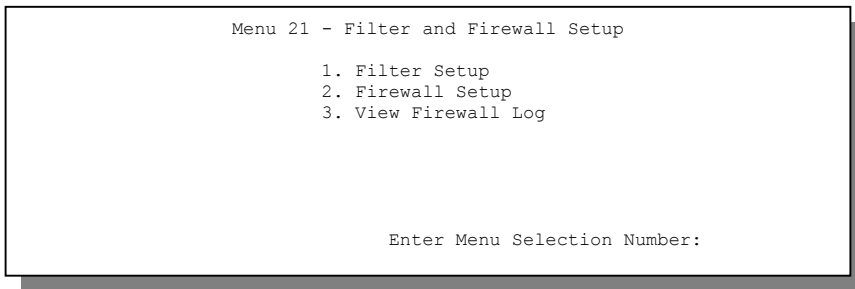 Menu 21 - Filter and Firewall Setup
1. Filter Setup
2. Firewall Setup
3. View Firewall Log
Enter Menu Selection Number: